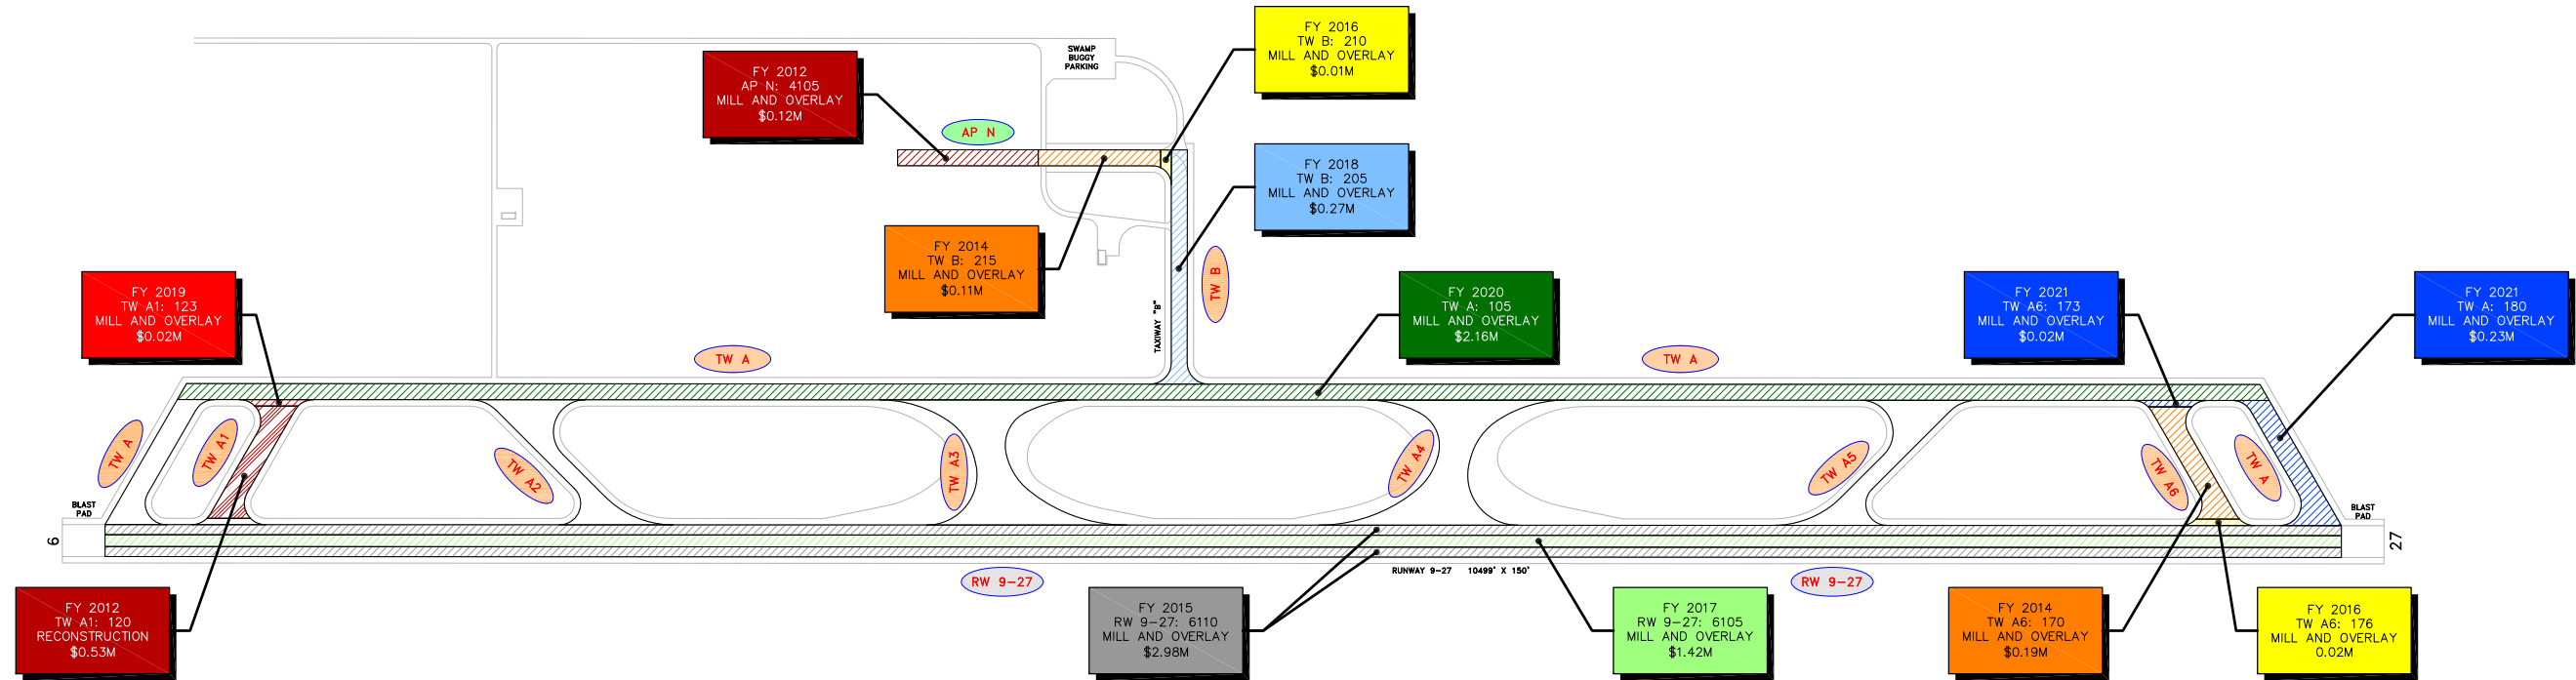 FY 2016
TW B: 210
MILL AND OVERLAY
$0.01M
SWAMP
BUGGY
PARKING
FY 2012
AP N: 4105
MILL AND OVERLAY
$0.12M
AP N
FY 2018
TW B: 205
MILL AND OVERLAY
$0.27M
FY 2014
TW B: 215
MILL AND OVERLAY
$0.11M
TW B
TAXIWAY "B"
FY 2019
TW A1: 123
MILL AND OVERLAY
$0.02M
FY 2020
TW A: 105
MILL AND OVERLAY
$2.16M
FY 2021
TW A6: 173
MILL AND OVERLAY
$0.02M
FY 2021
TW A: 180
MILL AND OVERLAY
$0.23M
TW A
TW A
TW A
TW A1
TW A2
TW A3
TW A4
TW A5
TW A6
TW A
BLAST
PAD
BLAST
PAD
6
27
RW 9-27
RUNWAY 9-27 10499' X 150'
RW 9-27
FY 2012
TW A1: 120
RECONSTRUCTION
$0.53M
FY 2015
RW 9-27: 6110
MILL AND OVERLAY
$2.98M
FY 2017
RW 9-27: 6105
MILL AND OVERLAY
$1.42M
FY 2014
TW A6: 170
MILL AND OVERLAY
$0.19M
FY 2016
TW A6: 176
MILL AND OVERLAY
0.02M